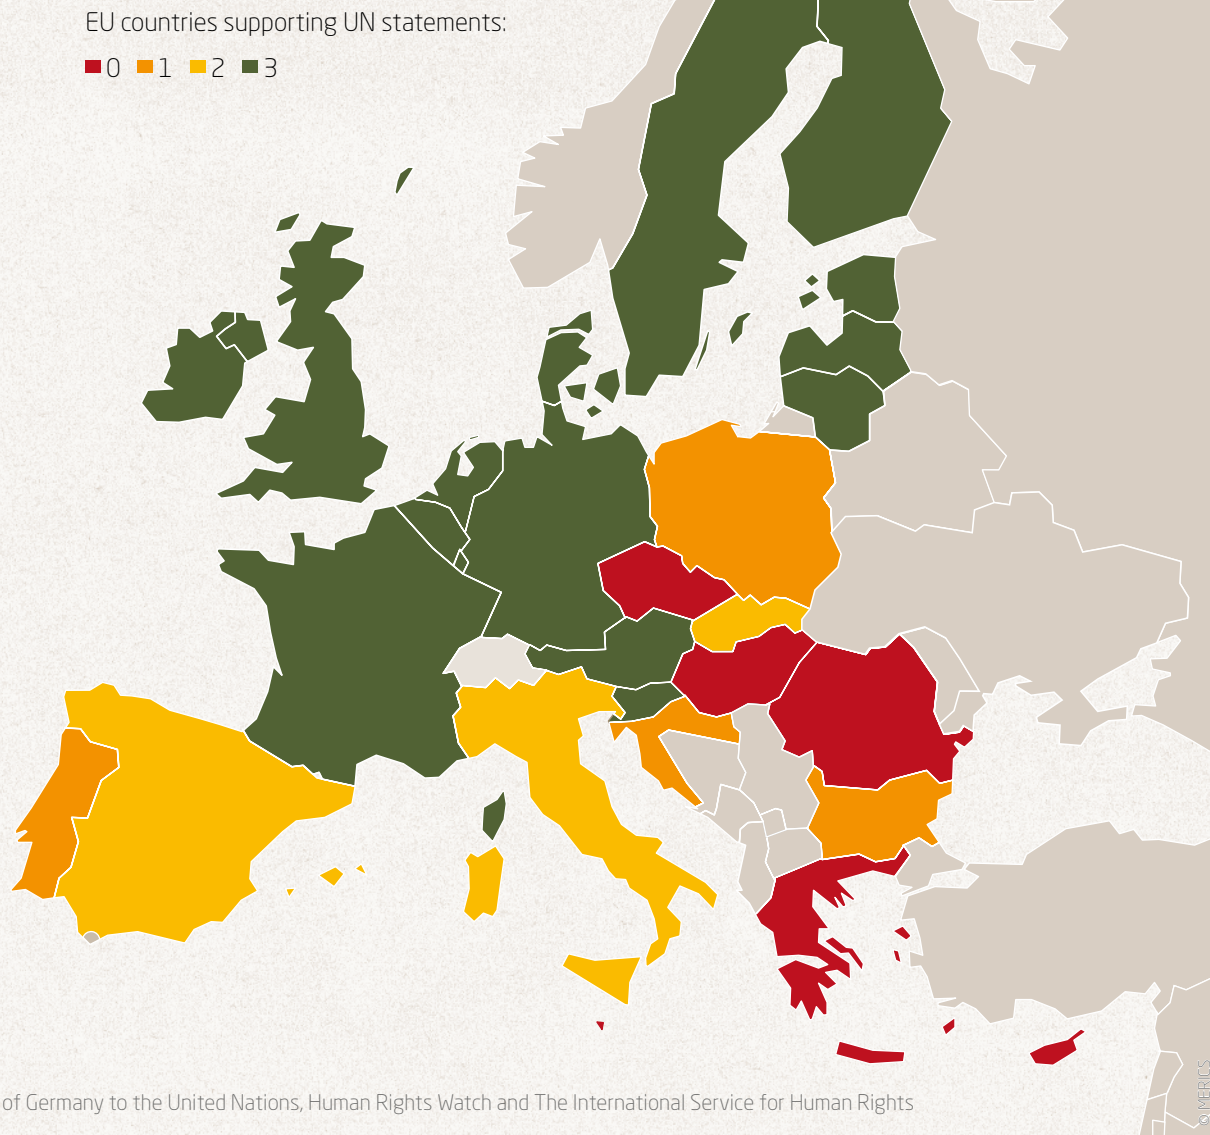 EU countries supporting UN statements:
0 1 2 3
of Germany to the United Nations, Human Rights Watch and The International Service for Human Rights
© MERICS